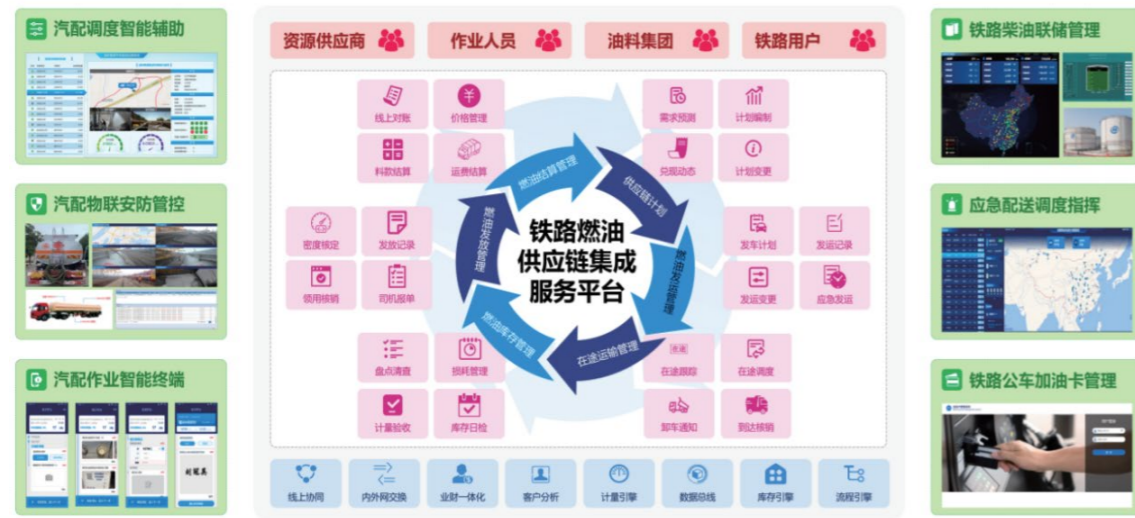 汽配调度智能辅助
汽配物联安防管控
汽配作业智能终端
资源供应商
作业人员
油料集团
铁路用户
线上对账
价格管理
需求预测
计划编制
料款结算
运费结算
兑现动态
计划变更
密度核定
发放记录
发车计划
发运记录
领用核销
司机报单
发运变更
应急发运
盘点清查
损耗管理
在途
在途跟踪
在途调度
计量验收
库存日检
卸车通知
到达核销
燃油结算管理
供应链计划
燃油发运管理
在途运输管理
燃油库存管理
燃油发放管理
铁路燃油
供应链集成
服务平台
线上协同
内外网交换
业财一体化
客户分析
计量引擎
数据总线
库存引擎
流程引擎
铁路柴油联储管理
应急配送调度指挥
铁路公车加油卡管理